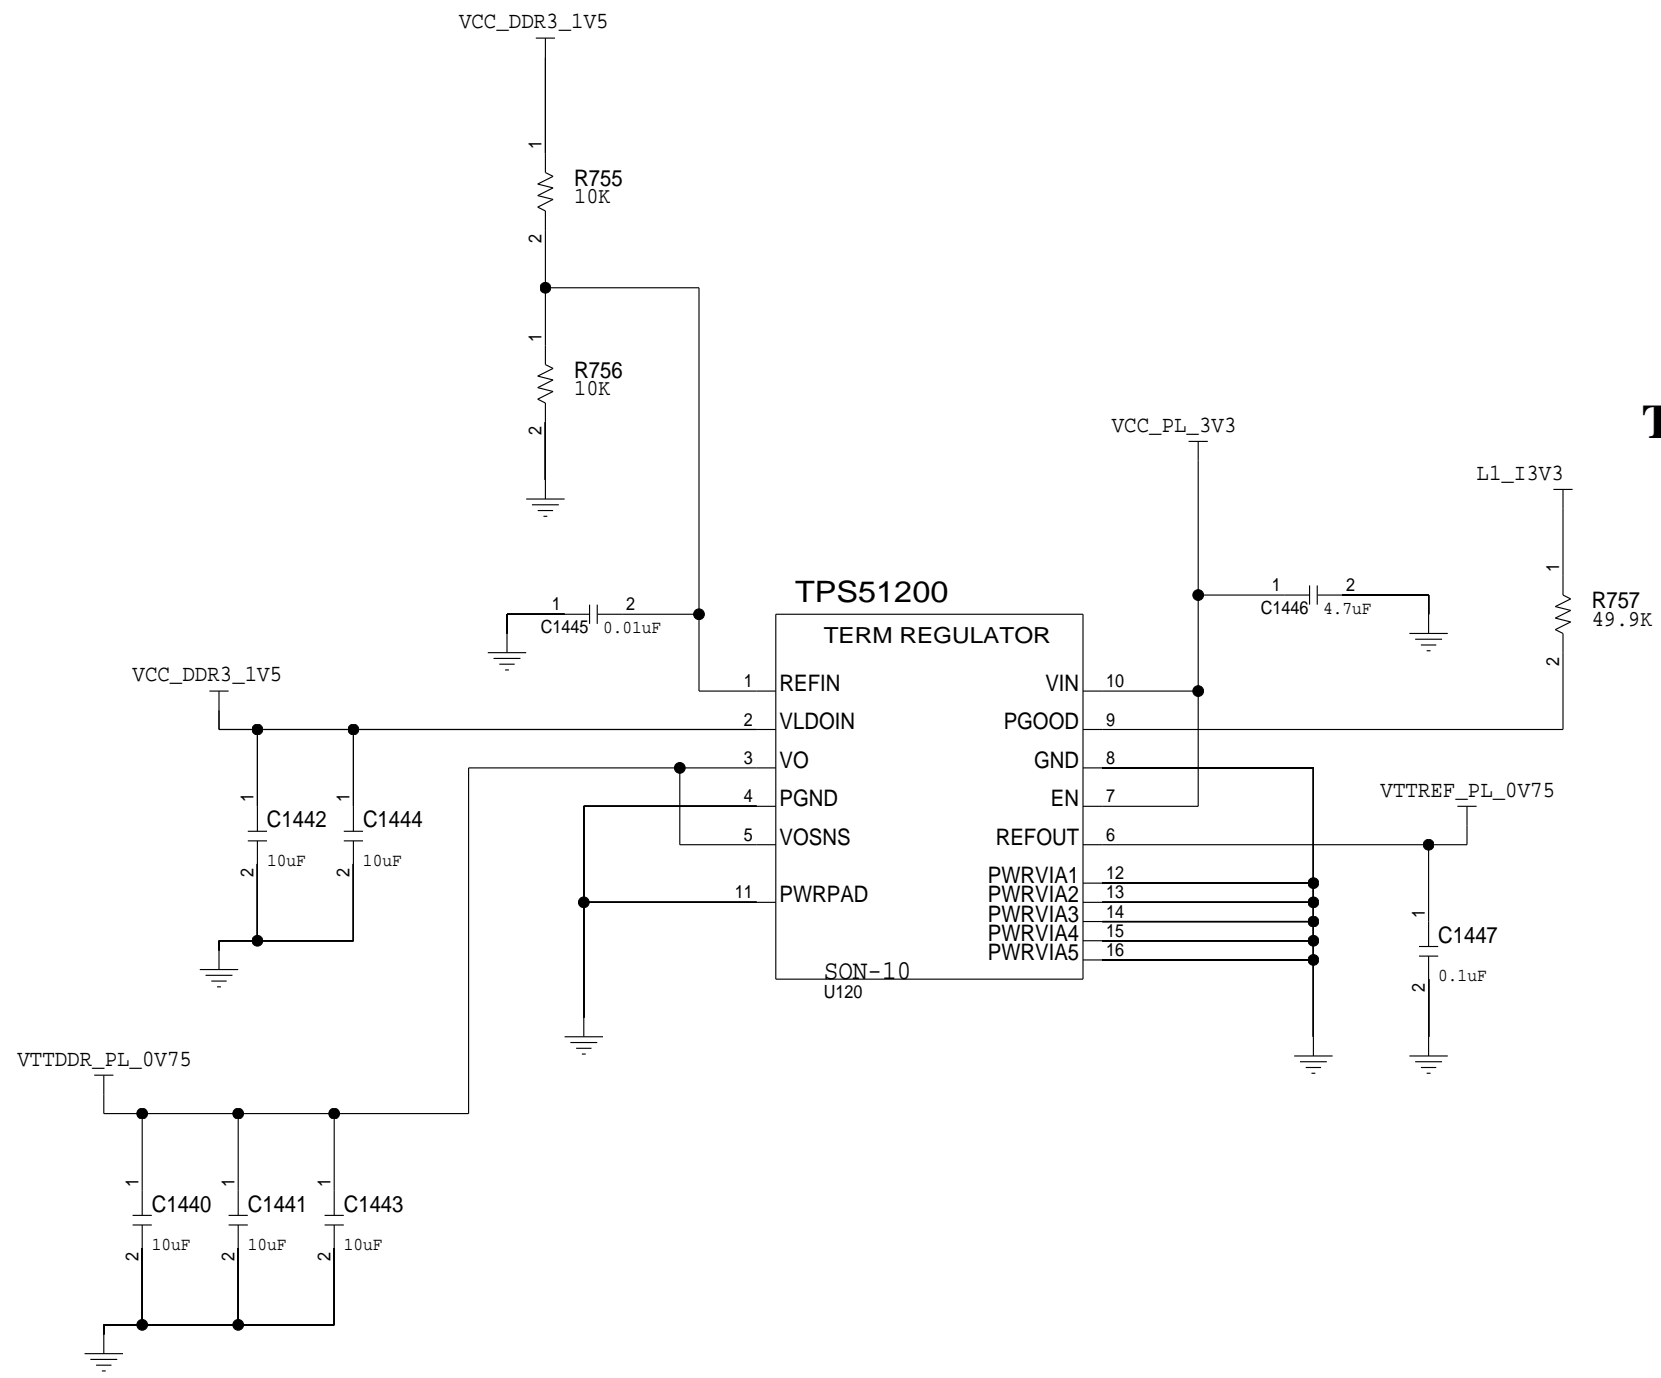 VCC_DDR3_1V5
1
R755
10K
2
1
R756
10K
2
VCC_PL_3V3
T
L1_I3V3
1
R757
49.9K
2
TPS51200
TERM REGULATOR
1 2
C1445 0.01uF
1 2
C1446 4.7uF
VCC_DDR3_1V5
1 REFIN VIN 10
2 VLDOIN PGOOD 9
3 VO GND 8
4 PGND EN 7
5 VOSNS REFOUT 6
11 PWRPAD
PWRVIA1 12
PWRVIA2 13
PWRVIA3 14
PWRVIA4 15
PWRVIA5 16
SON-10
U120
1 1
C1442 C1444
10uF 10uF
2 2
VTTREF_PL_0V75
1
C1447
0.1uF
2
VTTDDR_PL_0V75
1 1 1
C1440 C1441 C1443
10uF 10uF 10uF
2 2 2